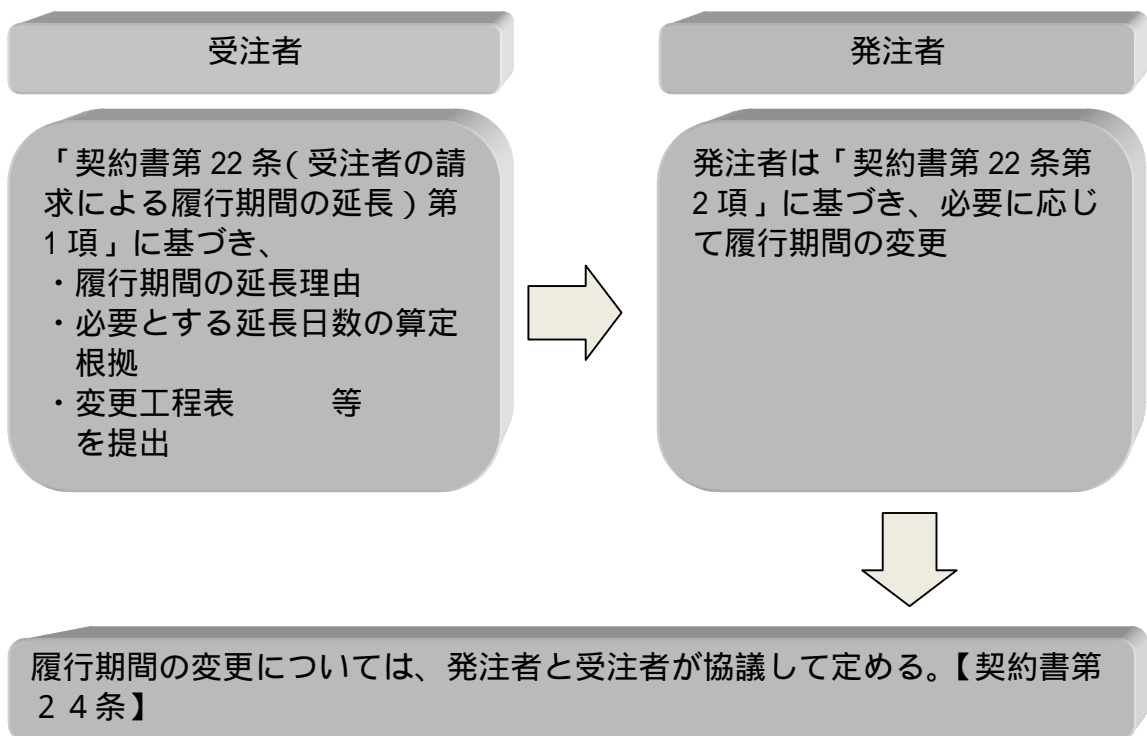 受注者
「契約書第 22 条(受注者の請
求による履行期間の延長)第
1 項」に基づき、
・履行期間の延長理由
・必要とする延長日数の算定
根拠
・変更工程表　　　等
を提出
発注者
発注者は「契約書第 22 条第
2 項」に基づき、必要に応じ
て履行期間の変更
履行期間の変更については、発注者と受注者が協議して定める。【契約書第
２４条】